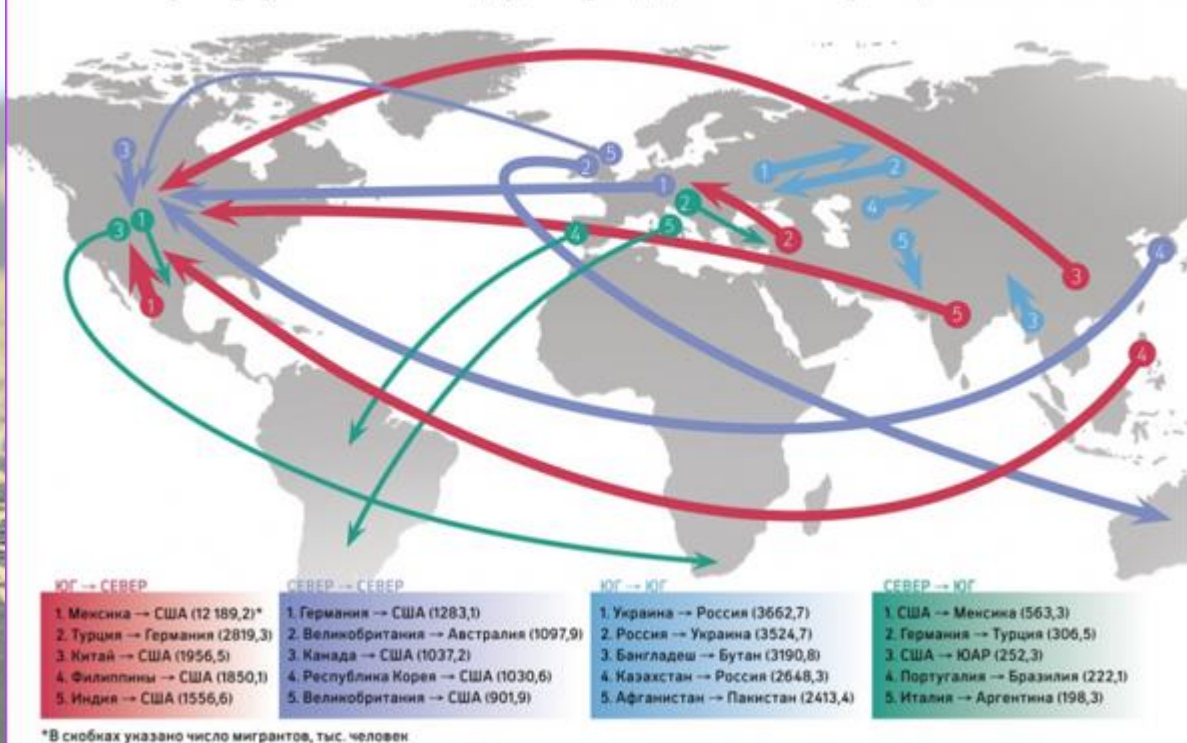 ЮГ → СЕВЕР
1. Мексика → США (12 189,2)*
2. Турция → Германия (2819,3)
3. Китай → США (1956,5)
4. Филиппины → США (1850,1)
5. Индия → США (1556,6)
СЕВЕР → СЕВЕР
1. Германия → США (1283,1)
2. Великобритания → Австралия (1097,9)
3. Канада → США (1037,2)
4. Республика Корея → США (1030,6)
5. Великобритания → США (901,9)
ЮГ → ЮГ
1. Украина → Россия (3662,7)
2. Россия → Украина (3524,7)
3. Бангладеш → Бутан (3190,8)
4. Казахстан → Россия (2648,3)
5. Афганистан → Пакистан (2413,4)
СЕВЕР → ЮГ
1. США → Мексика (563,3)
2. Германия → Турция (306,5)
3. США → ЮАР (252,3)
4. Португалия → Бразилия (222,1)
5. Италия → Аргентина (198,3)
*В скобках указано число мигрантов, тыс. человек